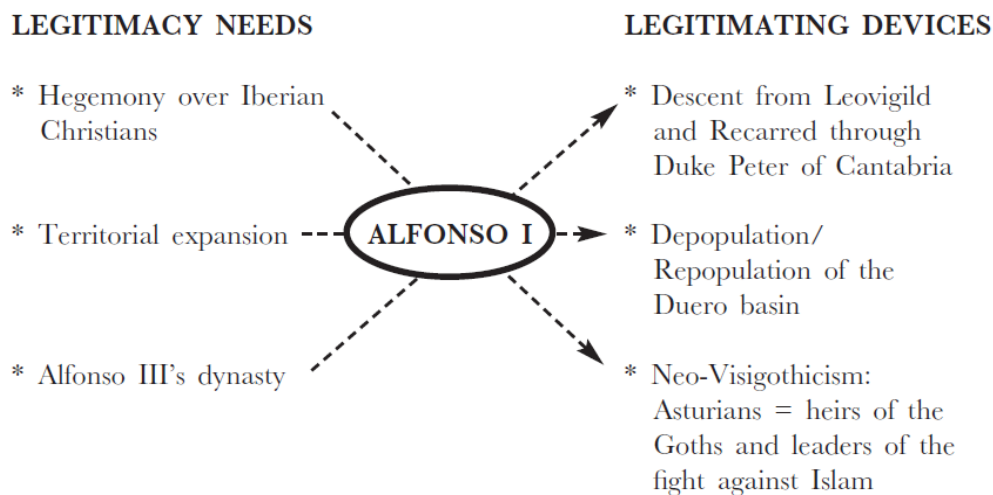 LEGITIMACY NEEDS
* Hegemony over Iberian
Christians
* Territorial expansion
* Alfonso III's dynasty
ALFONSO I
LEGITIMATING DEVICES
* Descent from Leovigild
and Recarred through
Duke Peter of Cantabria
* Depopulation/
Repopulation of the
Duero basin
* Neo-Visigothicism:
Asturians = heirs of the
Goths and leaders of the
fight against Islam